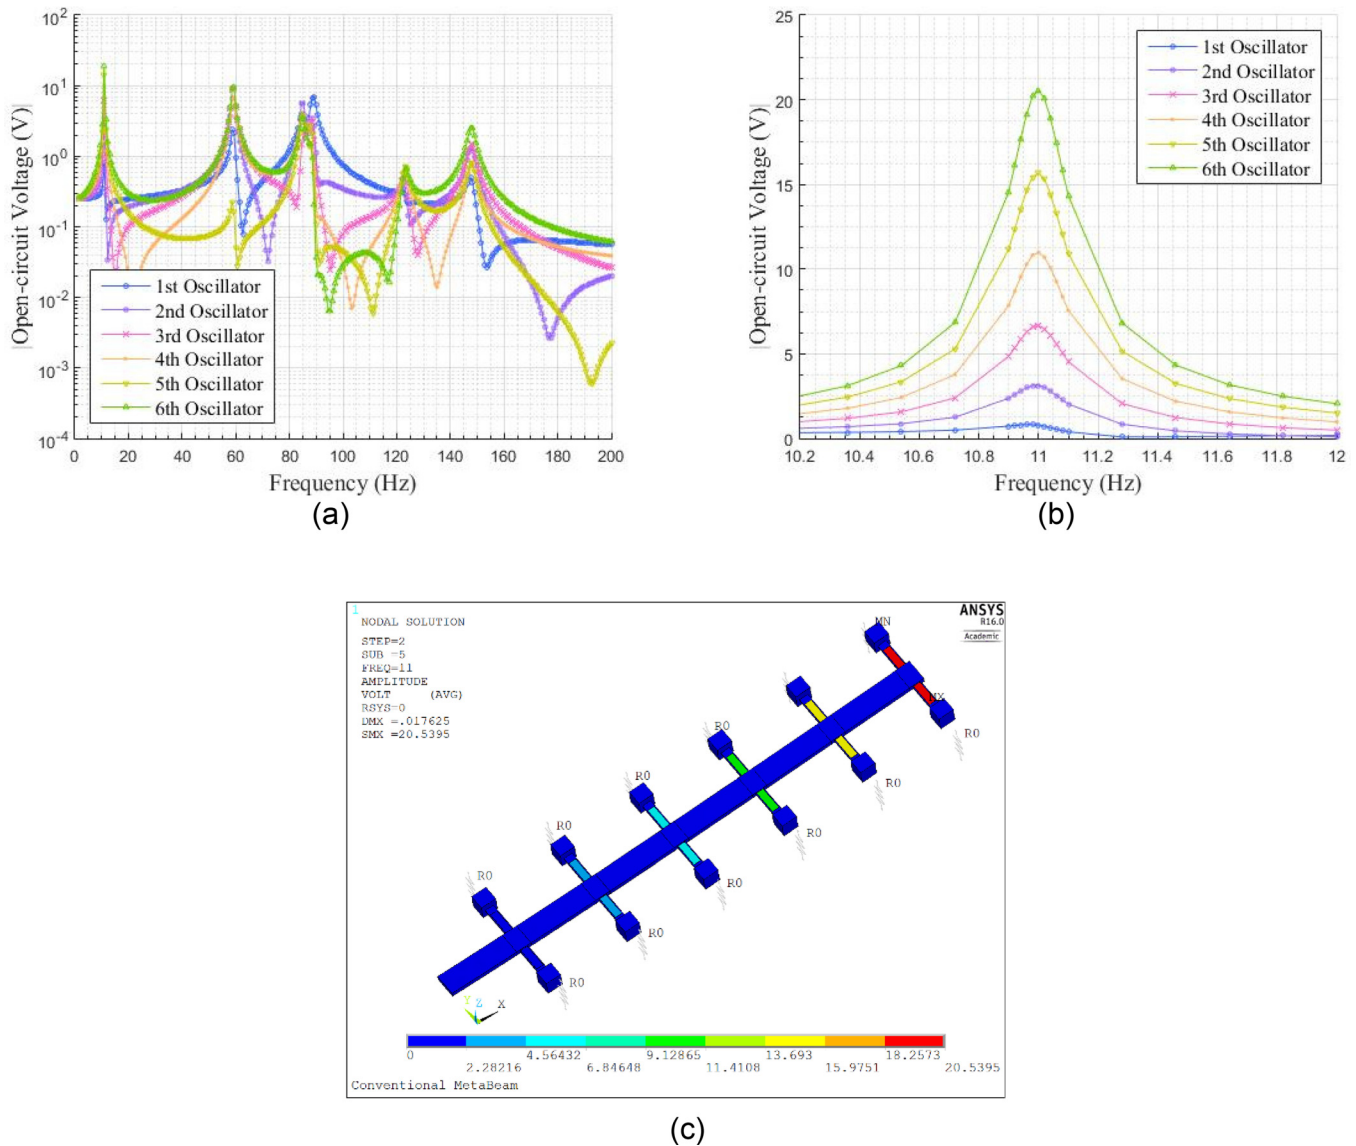 10^2
10^1
10^0
10^-1
10^-2
10^-3
10^-4
|Open-circuit Voltage (V)|
1st Oscillator
2nd Oscillator
3rd Oscillator
4th Oscillator
5th Oscillator
6th Oscillator
0 20 40 60 80 100 120 140 160 180 200
Frequency (Hz)
(a)
25
20
15
10
5
0
|Open-circuit Voltage (V)|
1st Oscillator
2nd Oscillator
3rd Oscillator
4th Oscillator
5th Oscillator
6th Oscillator
10.2 10.4 10.6 10.8 11 11.2 11.4 11.6 11.8 12
Frequency (Hz)
(b)
1
NODAL SOLUTION
STEP=2
SUB =5
FREQ=11
AMPLITUDE
VOLT (AVG)
RSYS=0
DMX =.017625
SMX =20.5395
ANSYS
R16.0
Academic
MN
MX
R0
R0
R0
R0
R0
R0
R0
R0
R0
R0
Y Z X
0 4.56432 9.12865 13.693 18.2573
2.28216 6.84648 11.4108 15.9751 20.5395
Conventional MetaBeam
(c)